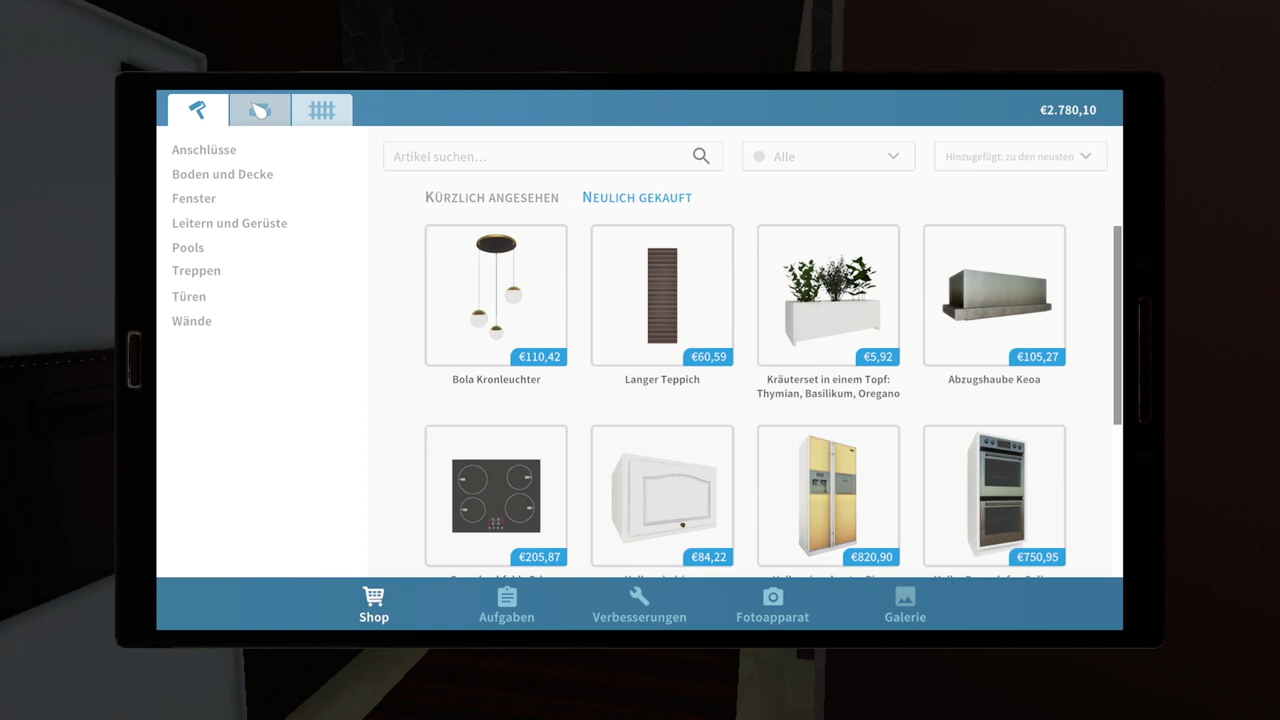 €2.780,10
Anschlüsse
Boden und Decke
Fenster
Leitern und Gerüste
Pools
Treppen
Türen
Wände
Artikel suchen...
Alle
Hinzugefügt: zu den neusten
KÜRZLICH ANGESEHEN
NEULICH GEKAUFT
€110,42
€60,59
€5,92
€105,27
Bola Kronleuchter
Langer Teppich
Kräuterset in einem Topf:
Thymian, Basilikum, Oregano
Abzugshaube Keoa
€205,87
€84,22
€820,90
€750,95
Shop
Aufgaben
Verbesserungen
Fotoapparat
Galerie